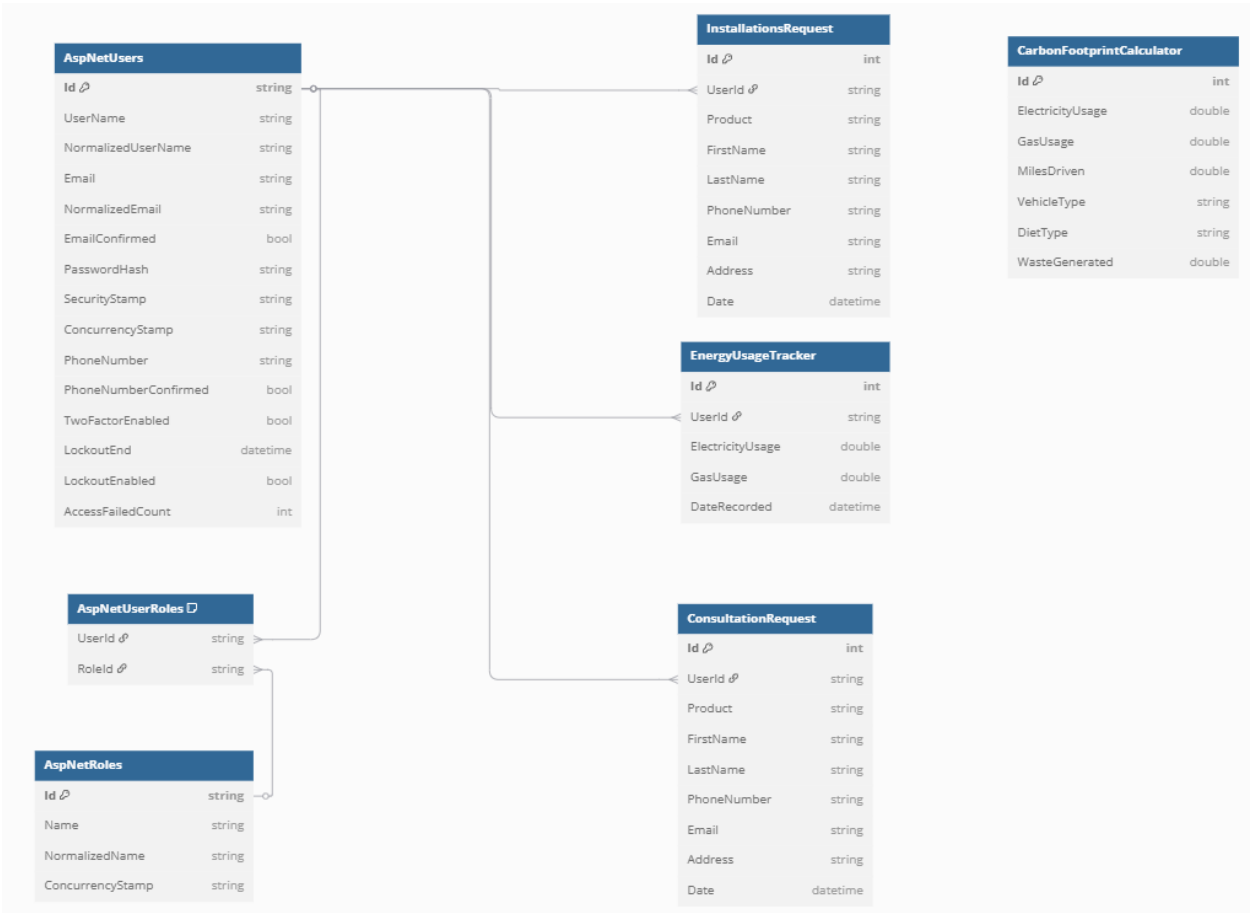 AspNetUsers
Id string
UserName string
NormalizedUserName string
Email string
NormalizedEmail string
EmailConfirmed bool
PasswordHash string
SecurityStamp string
ConcurrencyStamp string
PhoneNumber string
PhoneNumberConfirmed bool
TwoFactorEnabled bool
LockoutEnd datetime
LockoutEnabled bool
AccessFailedCount int
AspNetUserRoles
UserId string
RoleId string
AspNetRoles
Id string
Name string
NormalizedName string
ConcurrencyStamp string
InstallationsRequest
Id int
UserId string
Product string
FirstName string
LastName string
PhoneNumber string
Email string
Address string
Date datetime
EnergyUsageTracker
Id int
UserId string
ElectricityUsage double
GasUsage double
DateRecorded datetime
ConsultationRequest
Id int
UserId string
Product string
FirstName string
LastName string
PhoneNumber string
Email string
Address string
Date datetime
CarbonFootprintCalculator
Id int
ElectricityUsage double
GasUsage double
MilesDriven double
VehicleType string
DietType string
WasteGenerated double